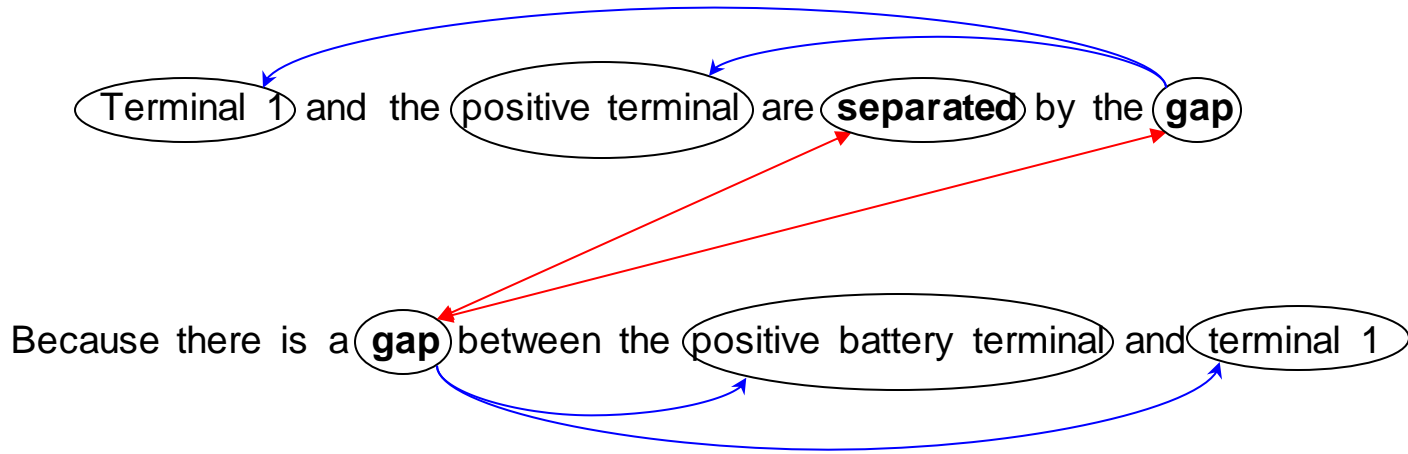 Terminal 1 and the positive terminal are separated by the gap
Because there is a gap between the positive battery terminal and terminal 1